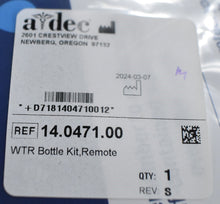 a-dec
2601 CRESTVIEW DRIVE
NEWBERG, OREGON 97132
2024-03-07
*+D7181404710012*
REF 14.0471.00
WTR Bottle Kit,Remote
QTY: 1
REV: S